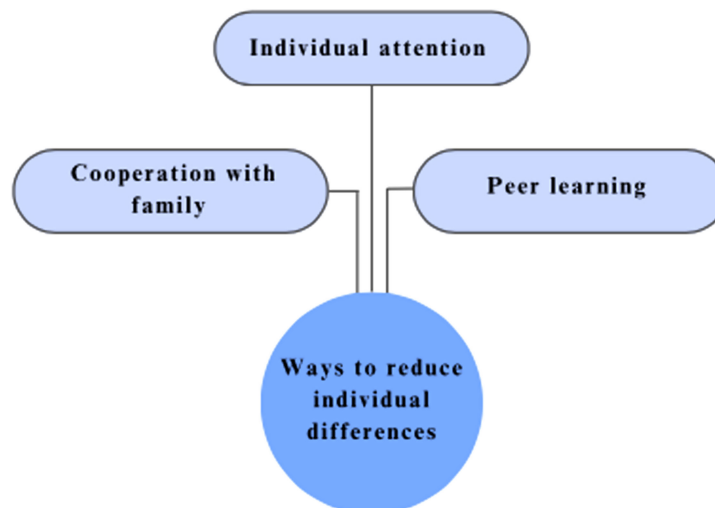 Individual attention
Cooperation with
family
Peer learning
Ways to reduce
individual
differences